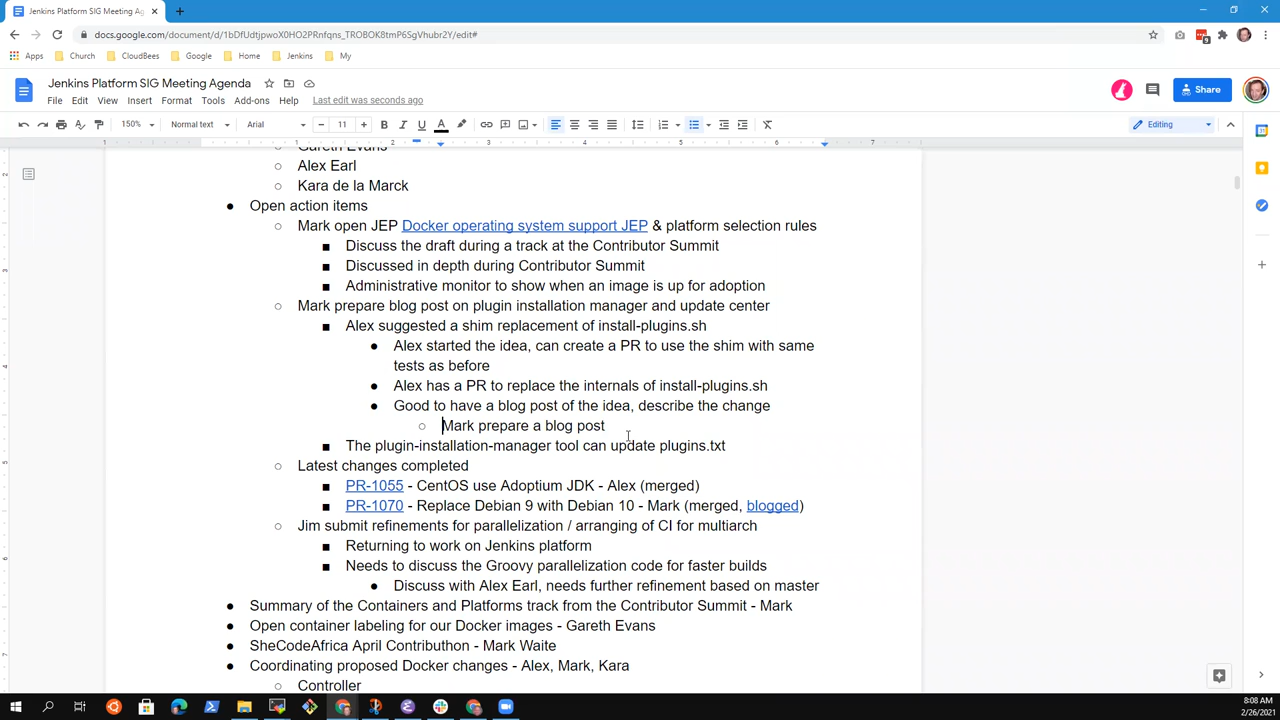 Jenkins Platform SIG Meeting Ag
docs.google.com/document/d/1bDfUdtjpwoX0HO2PRnfqns_TROBOK8tmP6SgVhubr2Y/edit#
Apps Church CloudBees Google Home Jenkins My
Jenkins Platform SIG Meeting Agenda
File Edit View Insert Format Tools Add-ons Help Last edit was seconds ago
Share
150% Normal text Arial 11 B I U A Editing
1 1 2 3 4 5 6 7
Gareth Evans
○ Alex Earl
○ Kara de la Marck
● Open action items
○ Mark open JEP Docker operating system support JEP & platform selection rules
■ Discuss the draft during a track at the Contributor Summit
■ Discussed in depth during Contributor Summit
■ Administrative monitor to show when an image is up for adoption
○ Mark prepare blog post on plugin installation manager and update center
■ Alex suggested a shim replacement of install-plugins.sh
● Alex started the idea, can create a PR to use the shim with same
tests as before
● Alex has a PR to replace the internals of install-plugins.sh
● Good to have a blog post of the idea, describe the change
○ Mark prepare a blog post
■ The plugin-installation-manager tool can update plugins.txt
○ Latest changes completed
■ PR-1055 - CentOS use Adoptium JDK - Alex (merged)
■ PR-1070 - Replace Debian 9 with Debian 10 - Mark (merged, blogged)
○ Jim submit refinements for parallelization / arranging of CI for multiarch
■ Returning to work on Jenkins platform
■ Needs to discuss the Groovy parallelization code for faster builds
● Discuss with Alex Earl, needs further refinement based on master
● Summary of the Containers and Platforms track from the Contributor Summit - Mark
● Open container labeling for our Docker images - Gareth Evans
● SheCodeAfrica April Contributhon - Mark Waite
● Coordinating proposed Docker changes - Alex, Mark, Kara
○ Controller
8:08 AM
2/26/2021